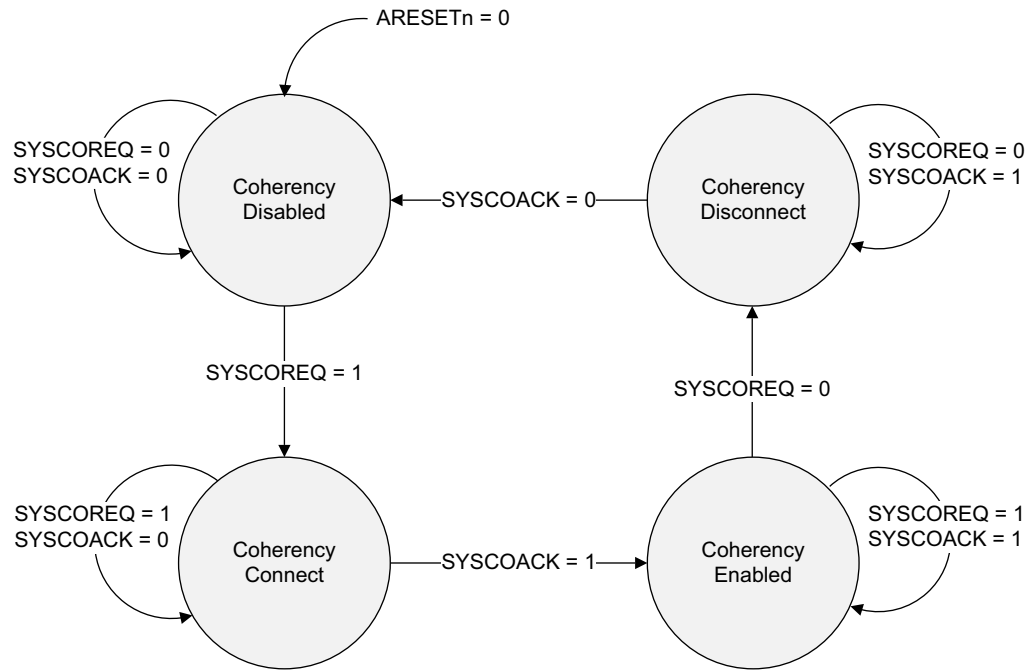 ARESETn = 0
SYSCOREQ = 0
SYSCOACK = 0
Coherency
Disabled
SYSCOACK = 0
Coherency
Disconnect
SYSCOREQ = 0
SYSCOACK = 1
SYSCOREQ = 1
SYSCOREQ = 0
SYSCOREQ = 1
SYSCOACK = 0
Coherency
Connect
SYSCOACK = 1
Coherency
Enabled
SYSCOREQ = 1
SYSCOACK = 1